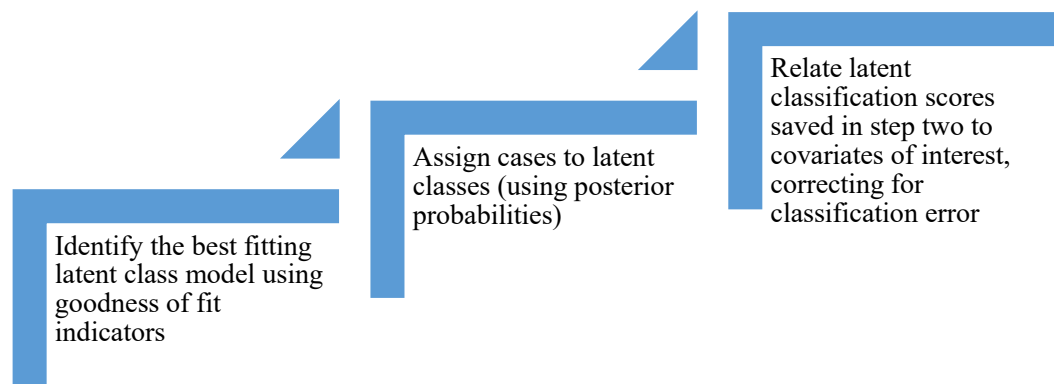 Identify the best fitting
latent class model using
goodness of fit
indicators
Assign cases to latent
classes (using posterior
probabilities)
Relate latent
classification scores
saved in step two to
covariates of interest,
correcting for
classification error